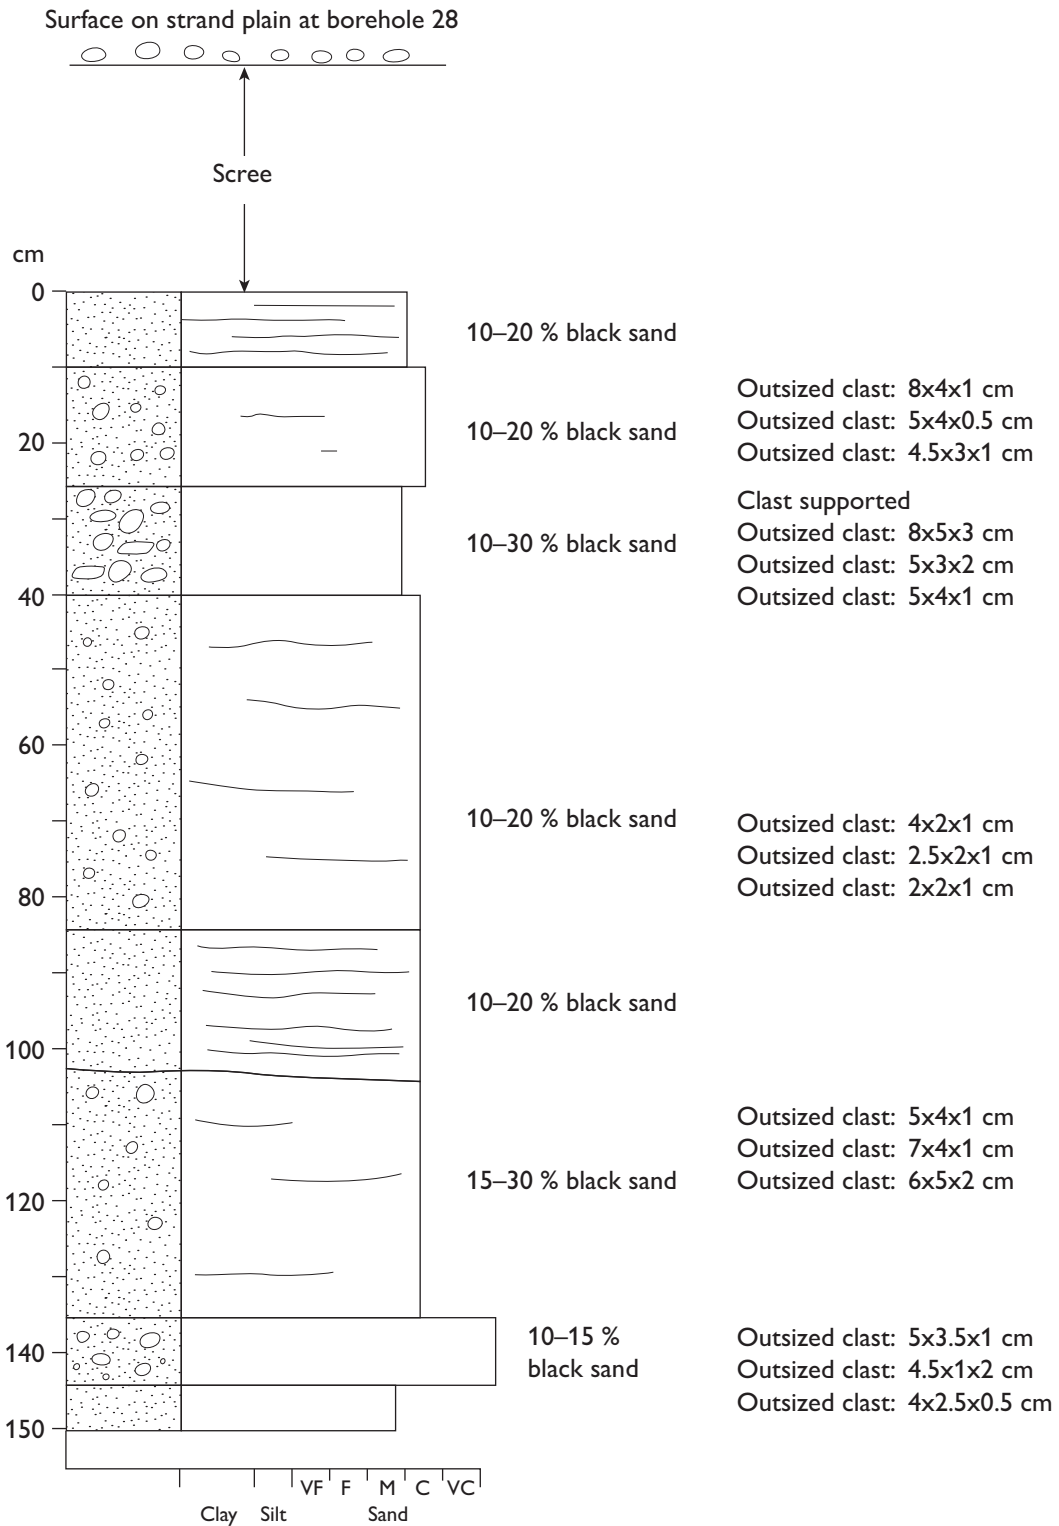 Surface on strand plain at borehole 28
Scree
cm
0
10–20 % black sand
Outsized clast: 8x4x1 cm
20
10–20 % black sand
Outsized clast: 5x4x0.5 cm
Outsized clast: 4.5x3x1 cm
Clast supported
10–30 % black sand
Outsized clast: 8x5x3 cm
Outsized clast: 5x3x2 cm
40
Outsized clast: 5x4x1 cm
60
10–20 % black sand
Outsized clast: 4x2x1 cm
Outsized clast: 2.5x2x1 cm
80
Outsized clast: 2x2x1 cm
10–20 % black sand
100
Outsized clast: 5x4x1 cm
Outsized clast: 7x4x1 cm
120
15–30 % black sand
Outsized clast: 6x5x2 cm
140
10–15 %
black sand
Outsized clast: 5x3.5x1 cm
Outsized clast: 4.5x1x2 cm
Outsized clast: 4x2.5x0.5 cm
150
VF F M C VC
Clay Silt Sand